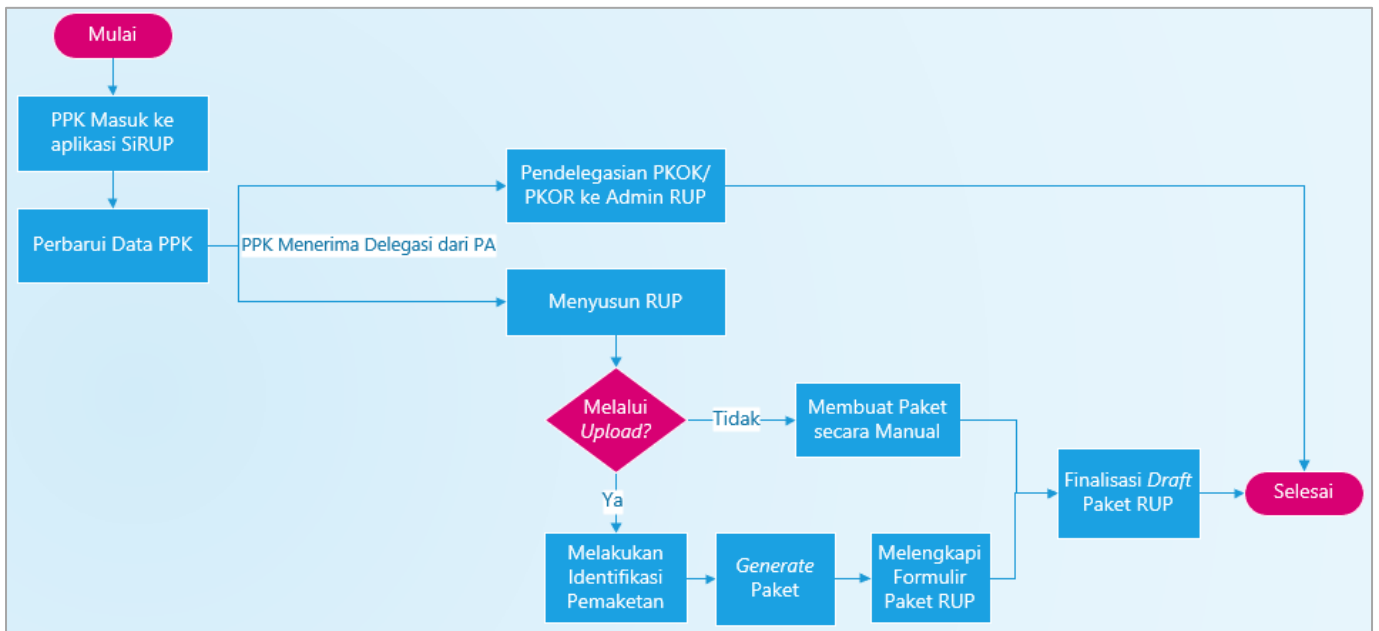 Mulai
PPK Masuk ke
aplikasi SiRUP
Perbarui Data PPK
PPK Menerima Delegasi dari PA
Pendelegasian PKOK/
PKOR ke Admin RUP
Menyusun RUP
Melalui
Upload?
Tidak
Membuat Paket
secara Manual
Ya
Melakukan
Identifikasi
Pemaketan
Generate
Paket
Melengkapi
Formulir
Paket RUP
Finalisasi Draft
Paket RUP
Selesai